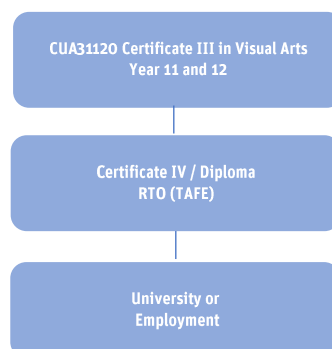 CUA31120 Certificate III in Visual Arts
Year 11 and 12
Certificate IV / Diploma
RTO (TAFE)
University or
Employment